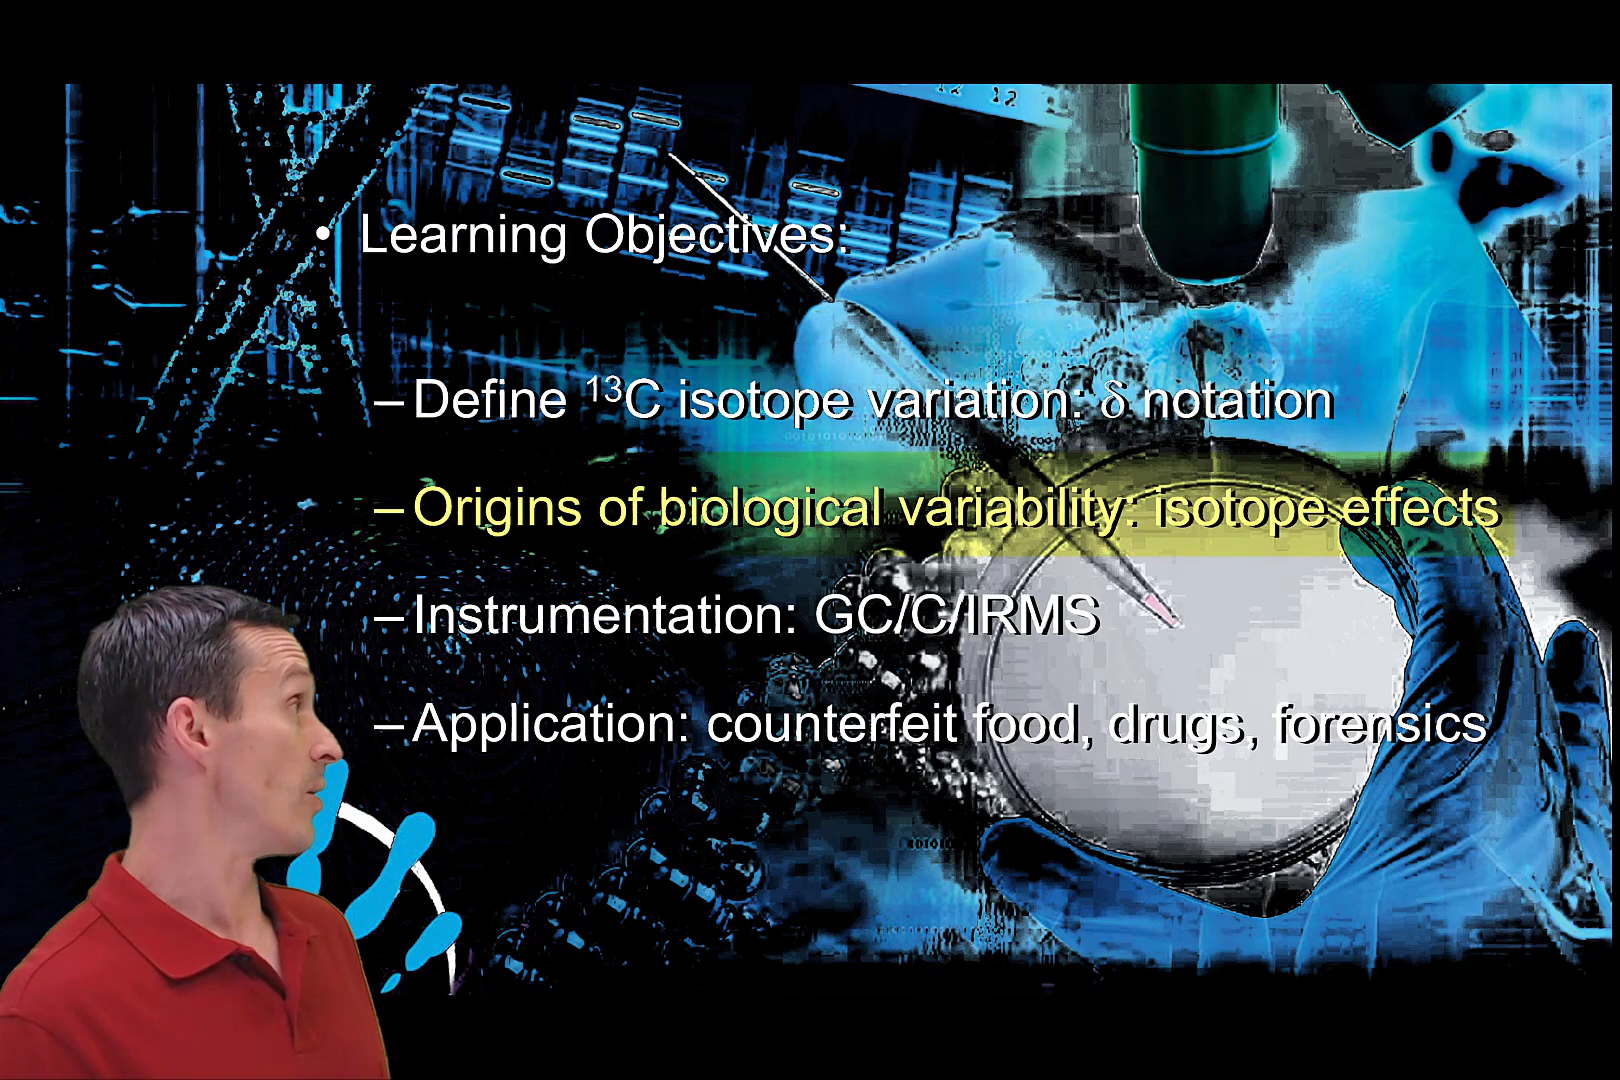 • Learning Objectives:
– Define ¹³C isotope variation: δ notation
– Origins of biological variability: isotope effects
– Instrumentation: GC/C/IRMS
– Application: counterfeit food, drugs, forensics
12